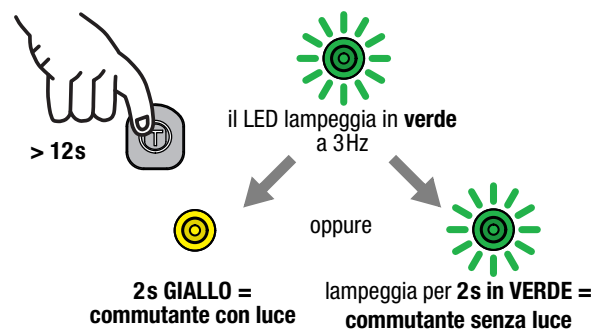 T
> 12s
il LED lampeggia in verde
a 3Hz
oppure
2s GIALLO =
commutante con luce
lampeggia per 2s in VERDE =
commutante senza luce